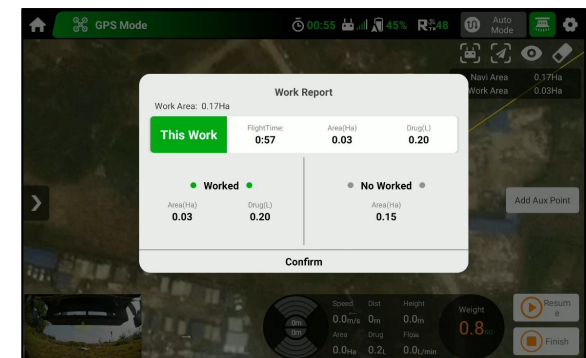 GPS Mode
00:55
45%
R
48
Auto Mode
Navi Area 0.17Ha
Work Area 0.03Ha
Work Report
Work Area: 0.17Ha
This Work
FlightTime: Area(Ha) Drug(L)
0:57 0.03 0.20
Worked
No Worked
Area(Ha) Drug(L)
0.03 0.20
Area(Ha)
0.15
Confirm
Add Aux Point
Speed Dist Height
0.0m/s 0m 0.0m
Area Drug Flow
0.0Ha 0.2L 0.0L/min
0m
0m
Weight
0.8
Resum
e
Finish